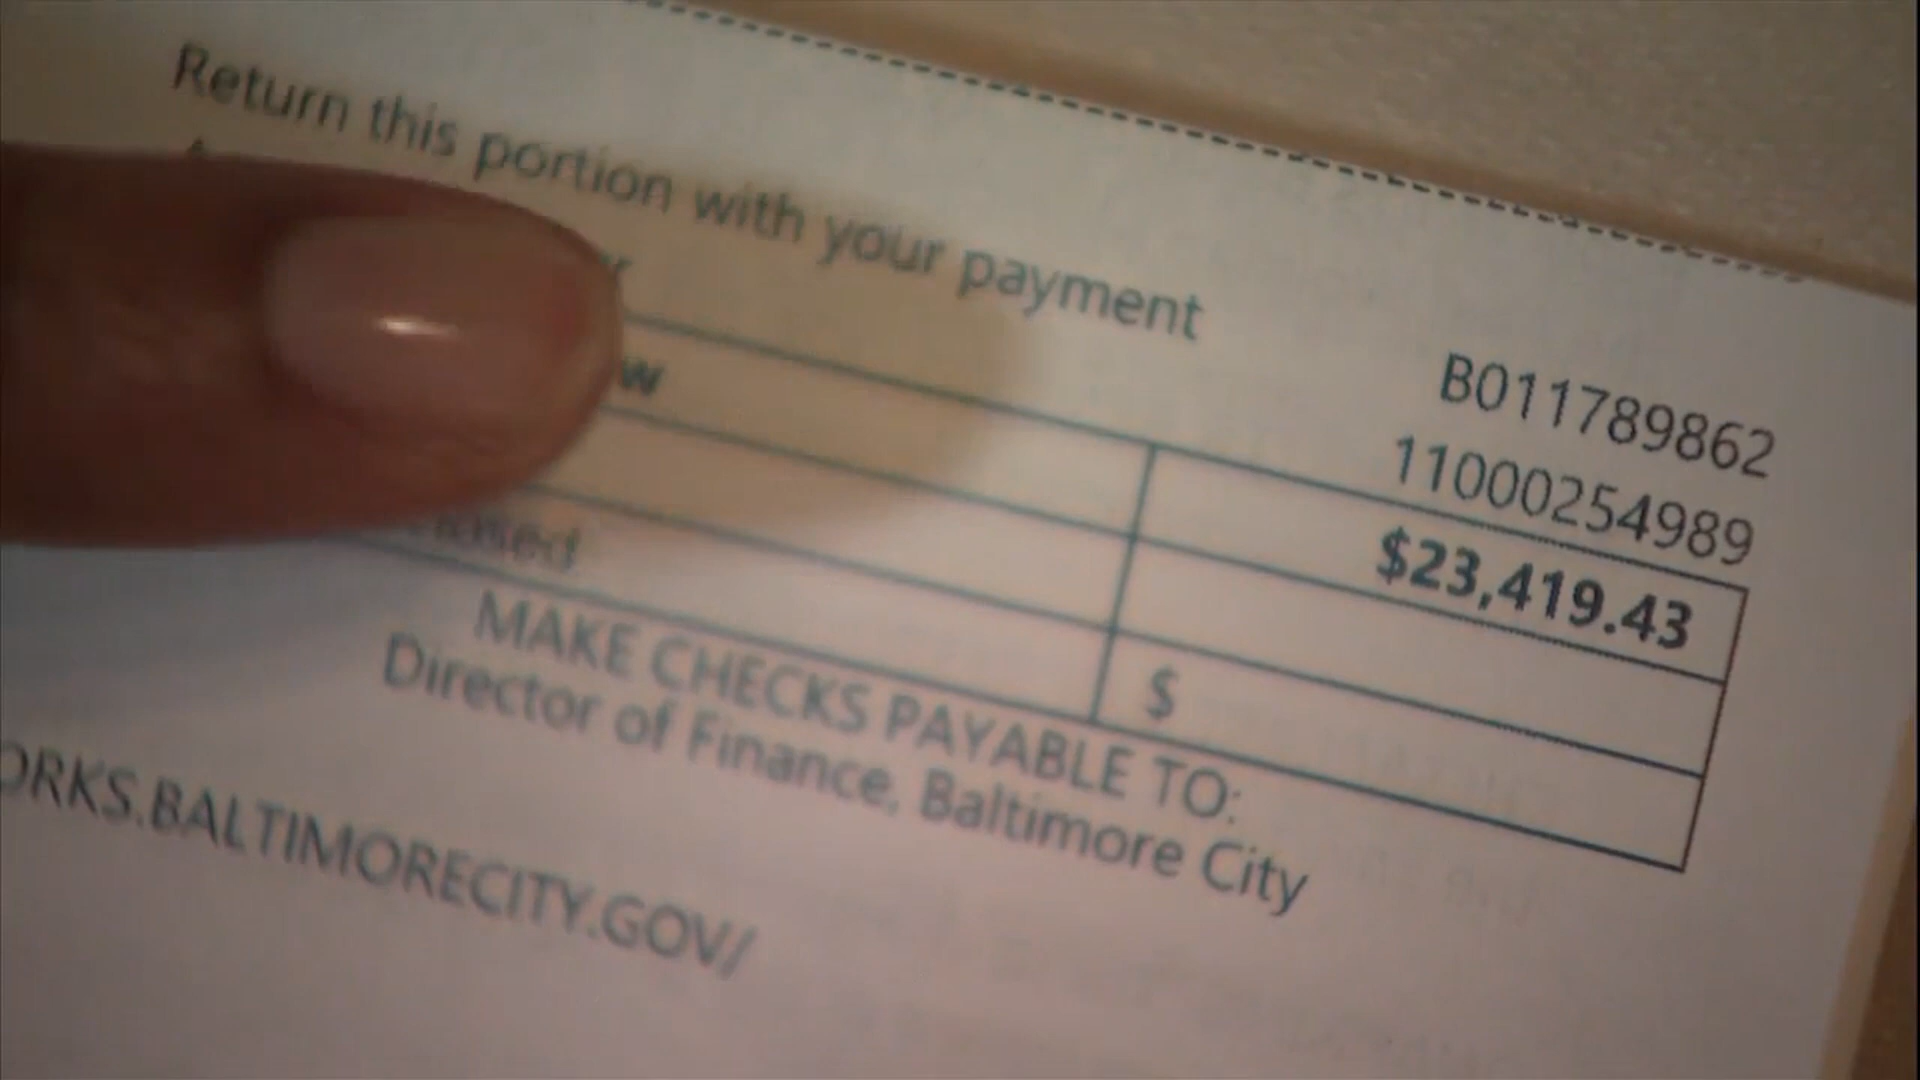 Return this portion with your payment
B011789862
11000254989
$23,419.43
$
MAKE CHECKS PAYABLE TO:
Director of Finance, Baltimore City
ORKS.BALTIMORECITY.GOV/